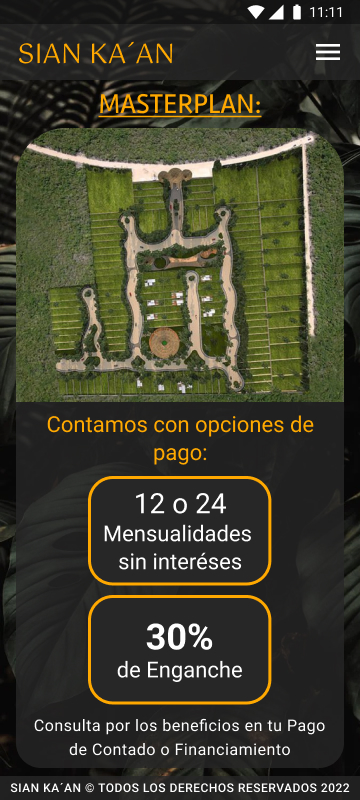 11:11
SIAN KA´AN
MASTERPLAN:
Contamos con opciones de
pago:
12 o 24
Mensualidades
sin interéses
30%
de Enganche
Consulta por los beneficios en tu Pago
de Contado o Financiamiento
SIAN KA´AN © TODOS LOS DERECHOS RESERVADOS 2022